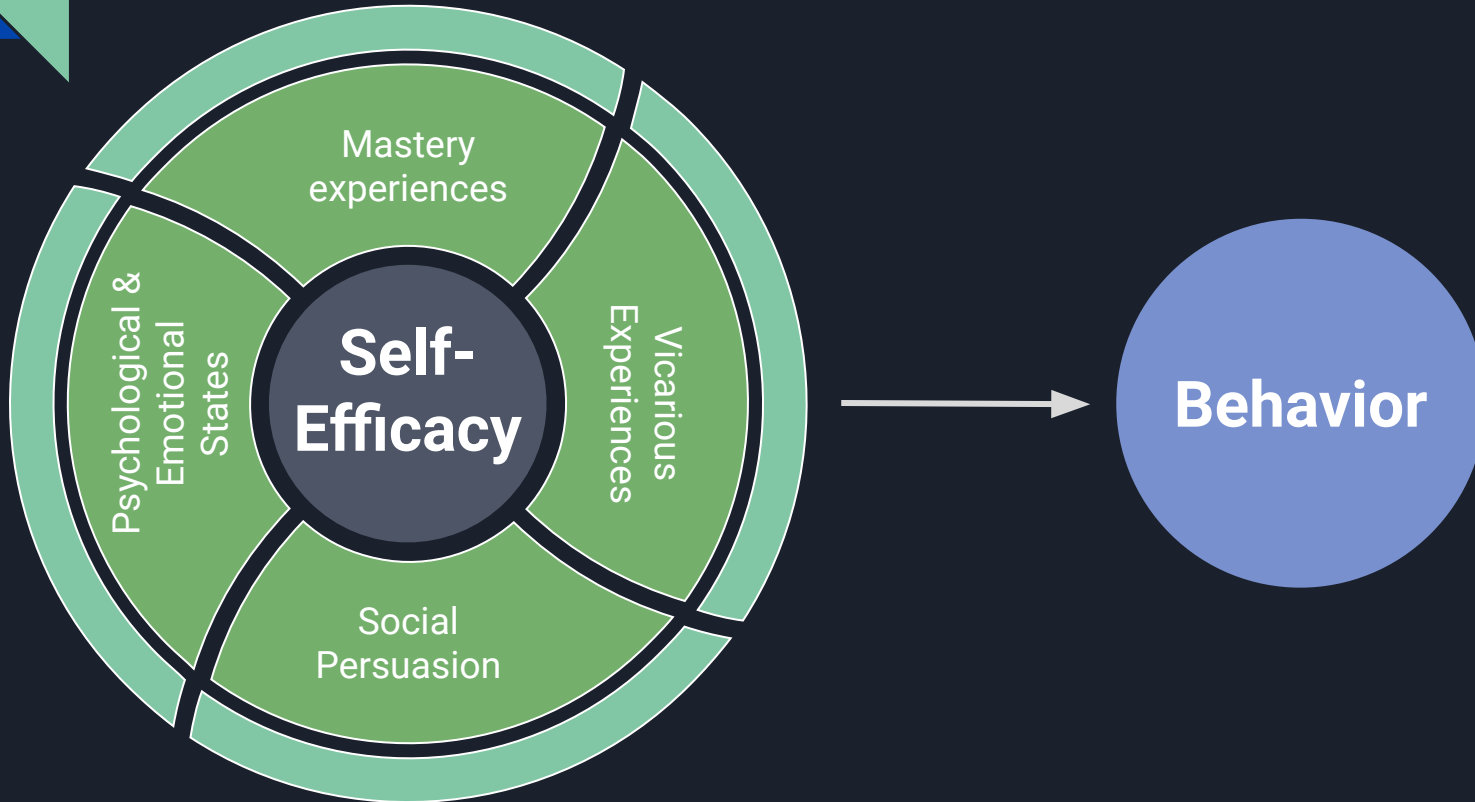 Mastery
experiences
Psychological &
Emotional
States
Self-
Efficacy
Vicarious
Experiences
Social
Persuasion
Behavior